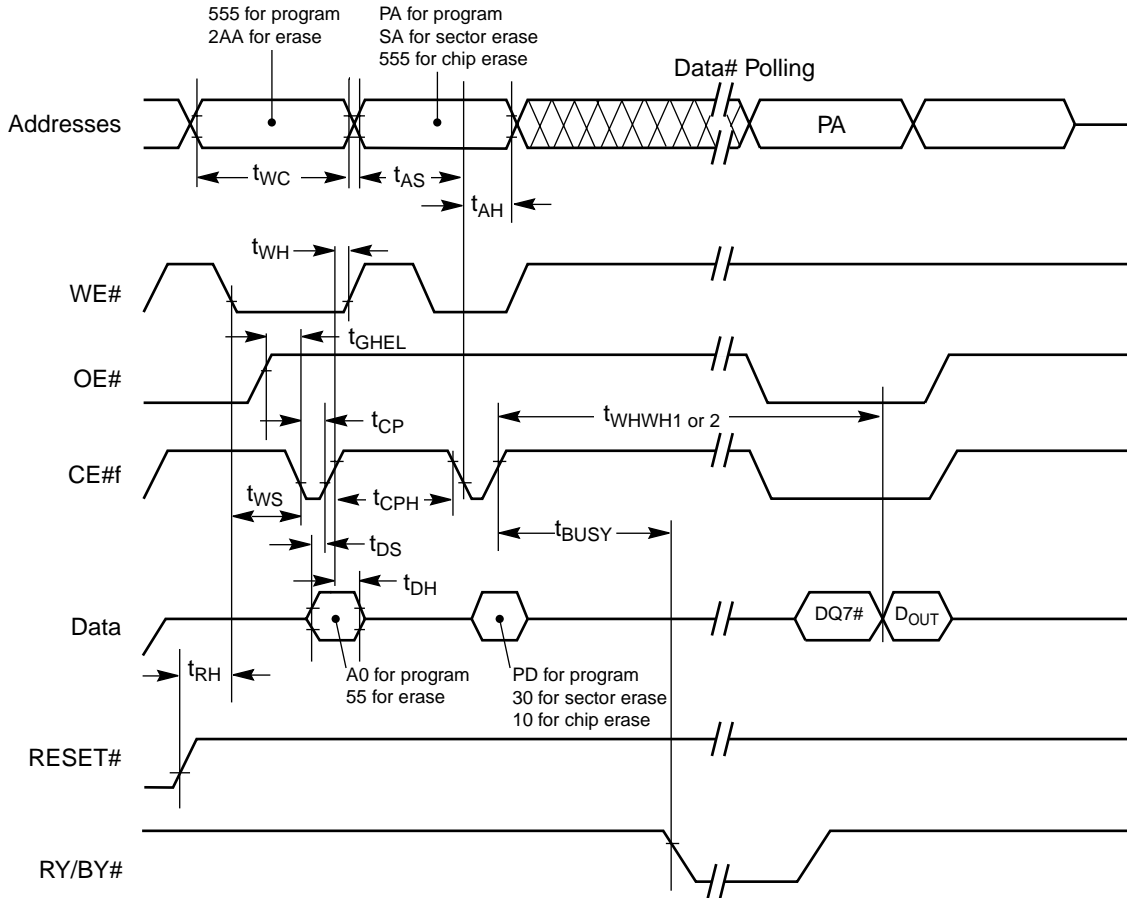 555 for program
2AA for erase
PA for program
SA for sector erase
555 for chip erase
Data# Polling
Addresses
PA
tWC
tAS
tAH
tWH
WE#
tGHEL
OE#
tCP
tWHWH1 or 2
CE#f
tWS
tCPH
tBUSY
tDS
tDH
Data
DQ7#
DOUT
tRH
A0 for program
55 for erase
PD for program
30 for sector erase
10 for chip erase
RESET#
RY/BY#